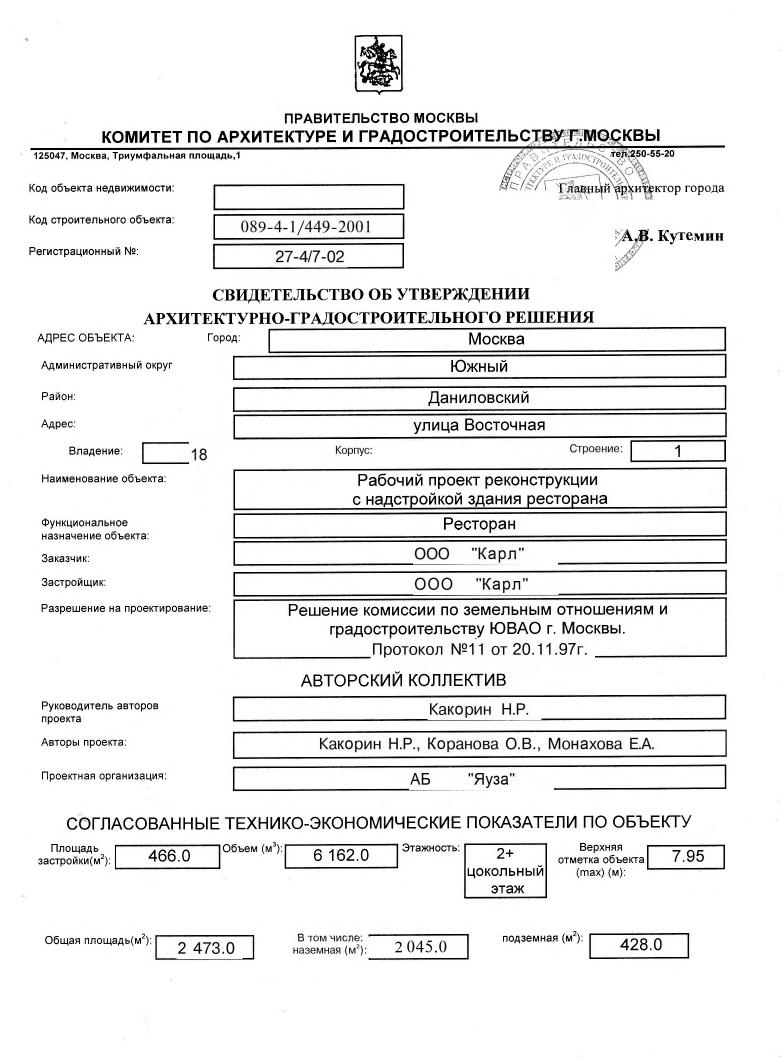 ПРАВИТЕЛЬСТВО МОСКВЫ
КОМИТЕТ ПО АРХИТЕКТУРЕ И ГРАДОСТРОИТЕЛЬСТВУ Г.МОСКВЫ
125047, Москва, Триумфальная площадь,1 тел.250-55-20
Код объекта недвижимости: Главный архитектор города
Код строительного объекта: 089-4-1/449-2001
А.В. Кутемин
Регистрационный №: 27-4/7-02
СВИДЕТЕЛЬСТВО ОБ УТВЕРЖДЕНИИ
АРХИТЕКТУРНО-ГРАДОСТРОИТЕЛЬНОГО РЕШЕНИЯ
АДРЕС ОБЪЕКТА: Город: Москва
Административный округ Южный
Район: Даниловский
Адрес: улица Восточная
Владение: 18 Корпус: Строение: 1
Наименование объекта: Рабочий проект реконструкции
с надстройкой здания ресторана
Функциональное Ресторан
назначение объекта:
Заказчик: ООО "Карл"
Застройщик: ООО "Карл"
Разрешение на проектирование: Решение комиссии по земельным отношениям и
градостроительству ЮВАО г. Москвы.
Протокол №11 от 20.11.97г.
АВТОРСКИЙ КОЛЛЕКТИВ
Руководитель авторов Какорин Н.Р.
проекта
Авторы проекта: Какорин Н.Р., Коранова О.В., Монахова Е.А.
Проектная организация: АБ "Яуза"
СОГЛАСОВАННЫЕ ТЕХНИКО-ЭКОНОМИЧЕСКИЕ ПОКАЗАТЕЛИ ПО ОБЪЕКТУ
Площадь застройки(м²): 466.0 Объем (м³): 6 162.0 Этажность: 2+ цокольный этаж Верхняя отметка объекта (max) (м): 7.95
Общая площадь(м²): 2 473.0 В том числе: наземная (м²): 2 045.0 подземная (м²): 428.0